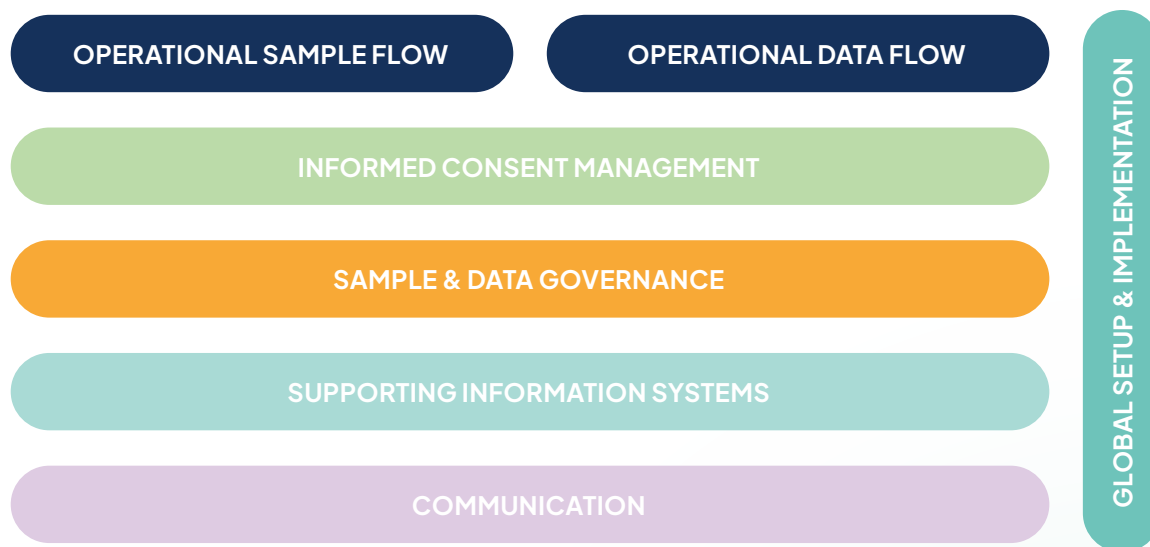 OPERATIONAL SAMPLE FLOW
OPERATIONAL DATA FLOW
INFORMED CONSENT MANAGEMENT
SAMPLE & DATA GOVERNANCE
SUPPORTING INFORMATION SYSTEMS
COMMUNICATION
GLOBAL SETUP & IMPLEMENTATION